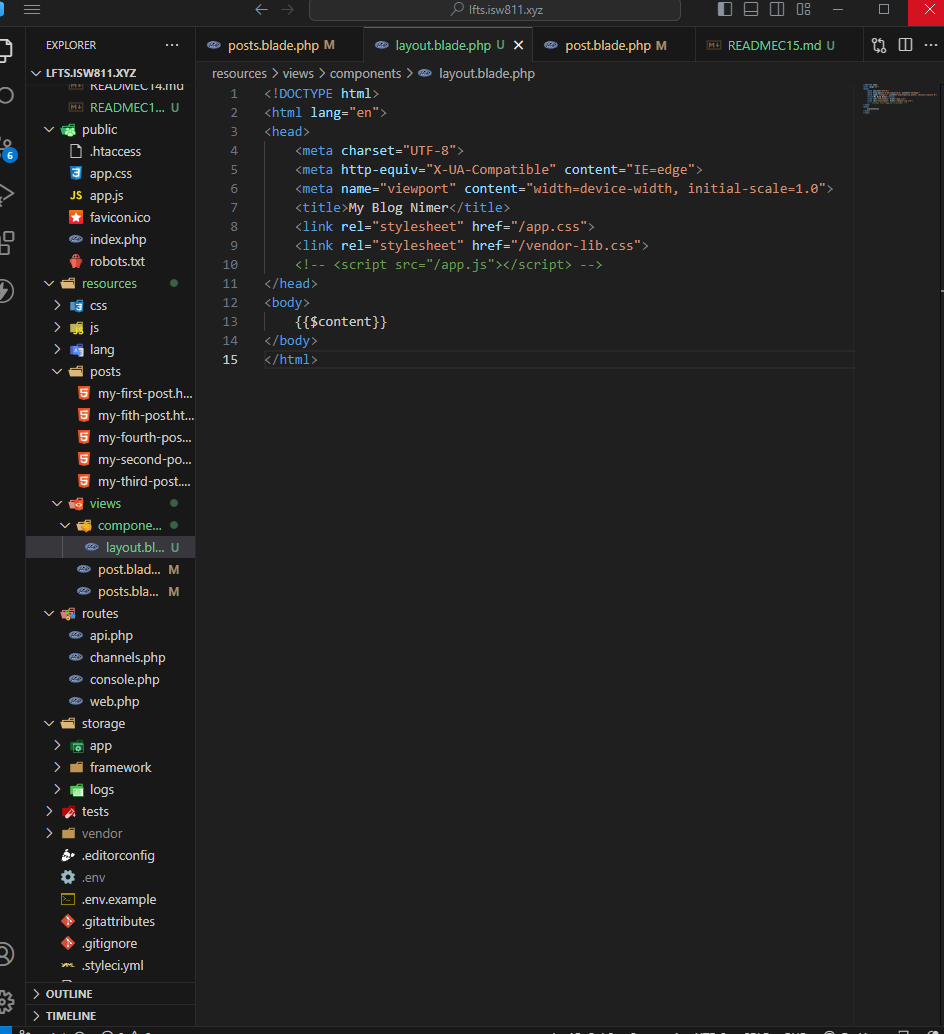 lfts.isw811.xyz
EXPLORER
posts.blade.php M
layout.blade.php U
post.blade.php M
READMEC15.md U
LFTS.ISW811.XYZ
resources > views > components > layout.blade.php
READMEC14.md
READMEC1... U
public
.htaccess
app.css
JS app.js
favicon.ico
index.php
robots.txt
resources
css
js
lang
posts
my-first-post.h...
my-fith-post.ht...
my-fourth-pos...
my-second-po...
my-third-post....
views
compone...
layout.bl... U
post.blad... M
posts.bla... M
routes
api.php
channels.php
console.php
web.php
storage
app
framework
logs
tests
vendor
.editorconfig
.env
.env.example
.gitattributes
.gitignore
.styleci.yml
OUTLINE
TIMELINE
6
1 <!DOCTYPE html>
2 <html lang="en">
3 <head>
4 <meta charset="UTF-8">
5 <meta http-equiv="X-UA-Compatible" content="IE=edge">
6 <meta name="viewport" content="width=device-width, initial-scale=1.0">
7 <title>My Blog Nimer</title>
8 <link rel="stylesheet" href="/app.css">
9 <link rel="stylesheet" href="/vendor-lib.css">
10 <!-- <script src="/app.js"></script> -->
11 </head>
12 <body>
13 {{$content}}
14 </body>
15 </html>